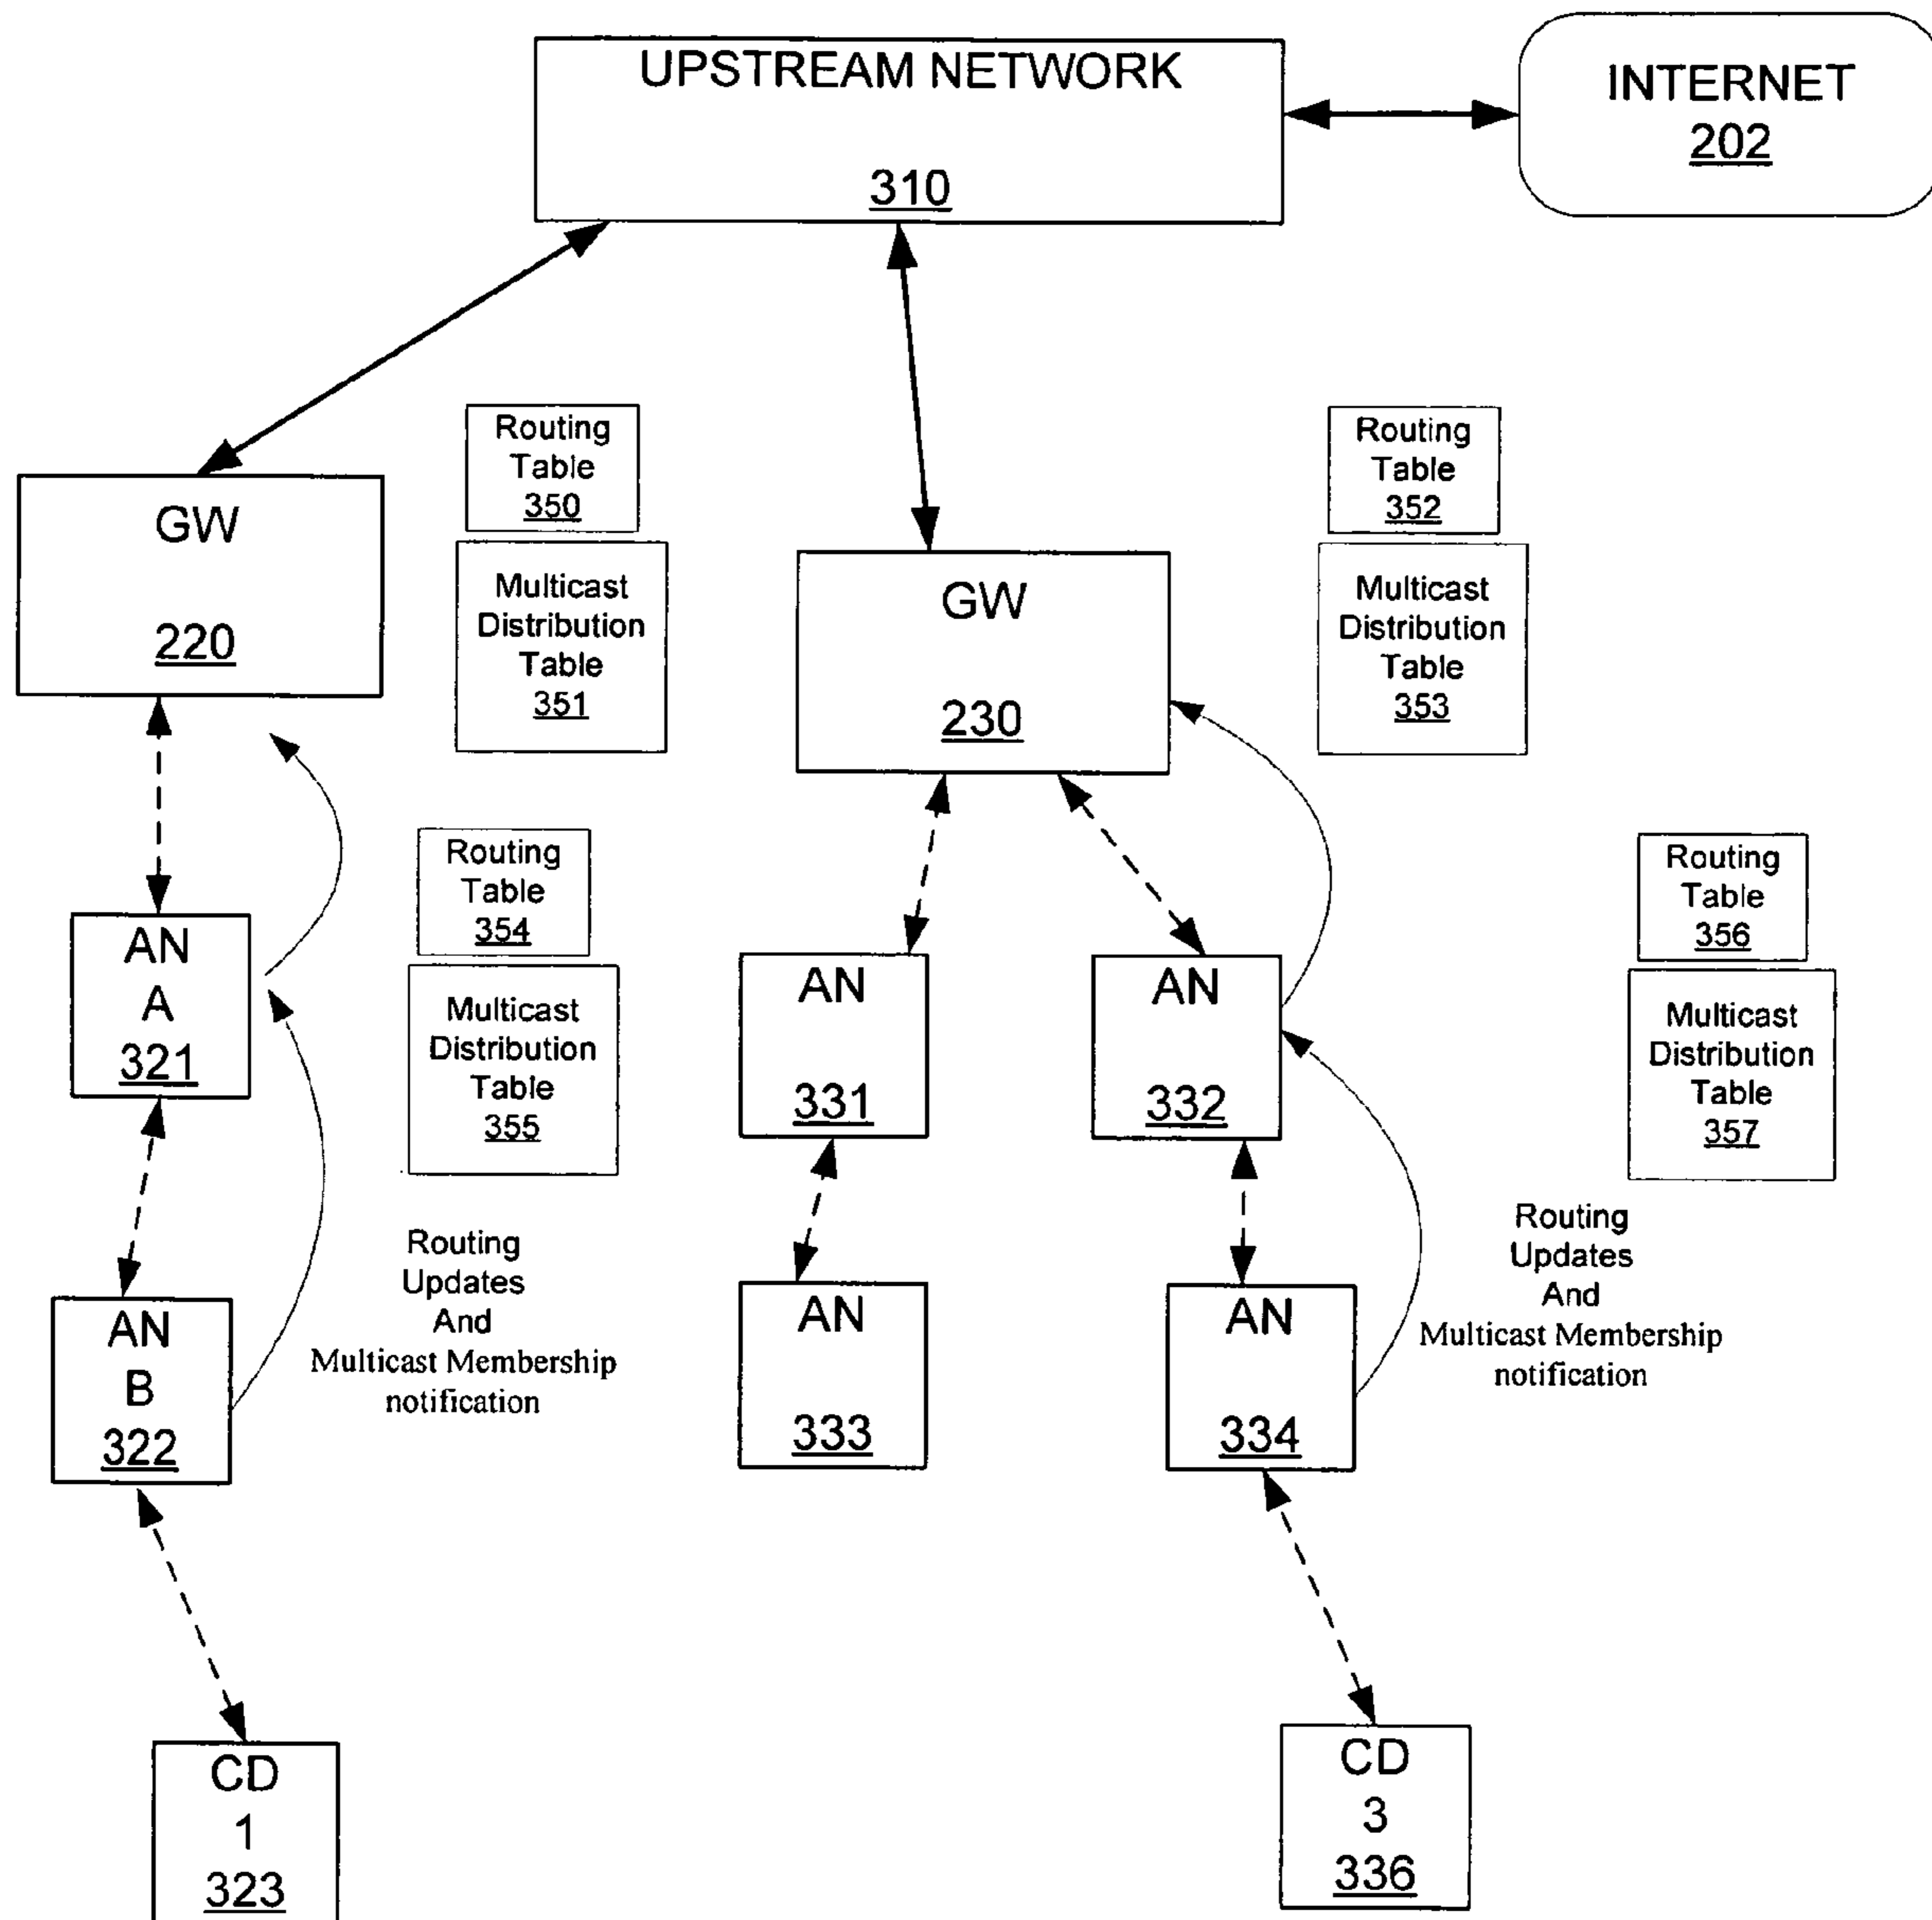 UPSTREAM NETWORK
310
INTERNET
202
GW
220
Routing
Table
350
Multicast
Distribution
Table
351
GW
230
Routing
Table
352
Multicast
Distribution
Table
353
AN
A
321
Routing
Table
354
Multicast
Distribution
Table
355
AN
331
AN
332
Routing
Table
356
Multicast
Distribution
Table
357
AN
B
322
Routing
Updates
And
Multicast Membership
notification
AN
333
AN
334
Routing
Updates
And
Multicast Membership
notification
CD
1
323
CD
3
336